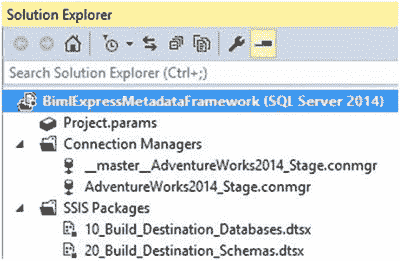 Solution Explorer
Search Solution Explorer (Ctrl+;)
BimlExpressMetadataFramework (SQL Server 2014)
Project.params
Connection Managers
__master__AdventureWorks2014_Stage.conmgr
AdventureWorks2014_Stage.conmgr
SSIS Packages
10_Build_Destination_Databases.dtsx
20_Build_Destination_Schemas.dtsx